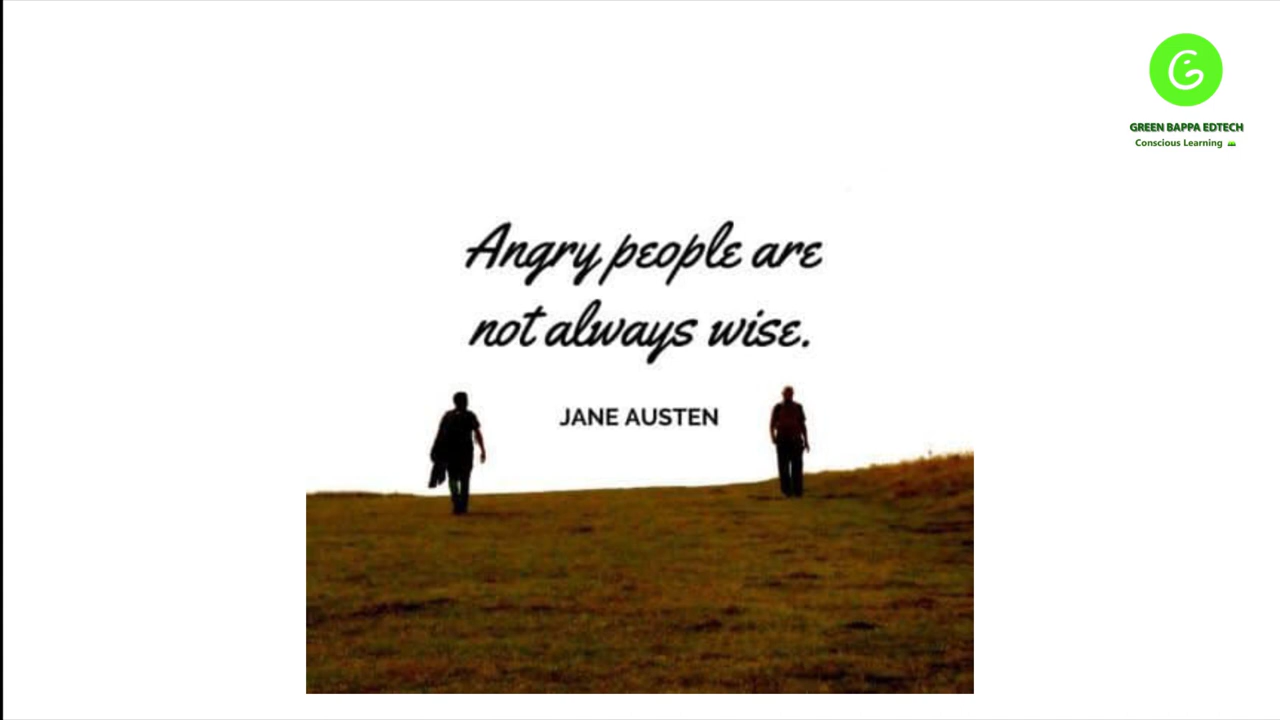 GREEN BAPPA EDTECH
Conscious Learning
Angry people are
not always wise.
JANE AUSTEN